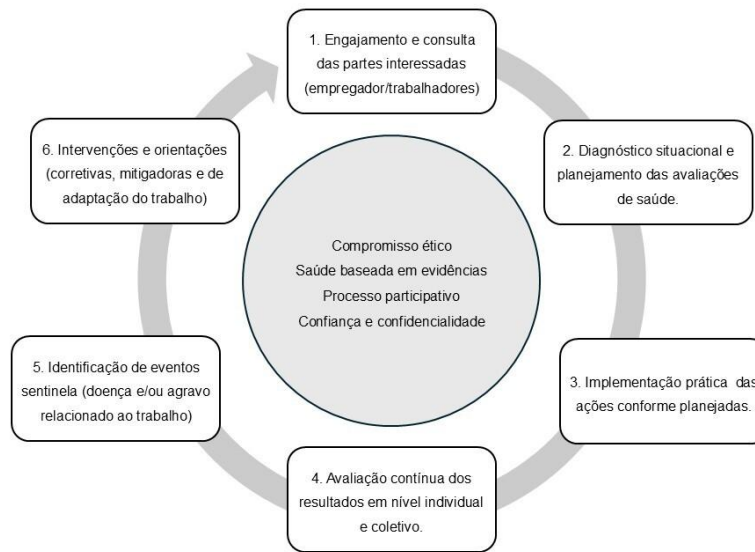 1. Engajamento e consulta
das partes interessadas
(empregador/trabalhadores)
2. Diagnóstico situacional e
planejamento das avaliações
de saúde.
3. Implementação prática das
ações conforme planejadas.
4. Avaliação contínua dos
resultados em nível individual
e coletivo.
5. Identificação de eventos
sentinela (doença e/ou agravo
relacionado ao trabalho)
6. Intervenções e orientações
(corretivas, mitigadoras e de
adaptação do trabalho)
Compromisso ético
Saúde baseada em evidências
Processo participativo
Confiança e confidencialidade